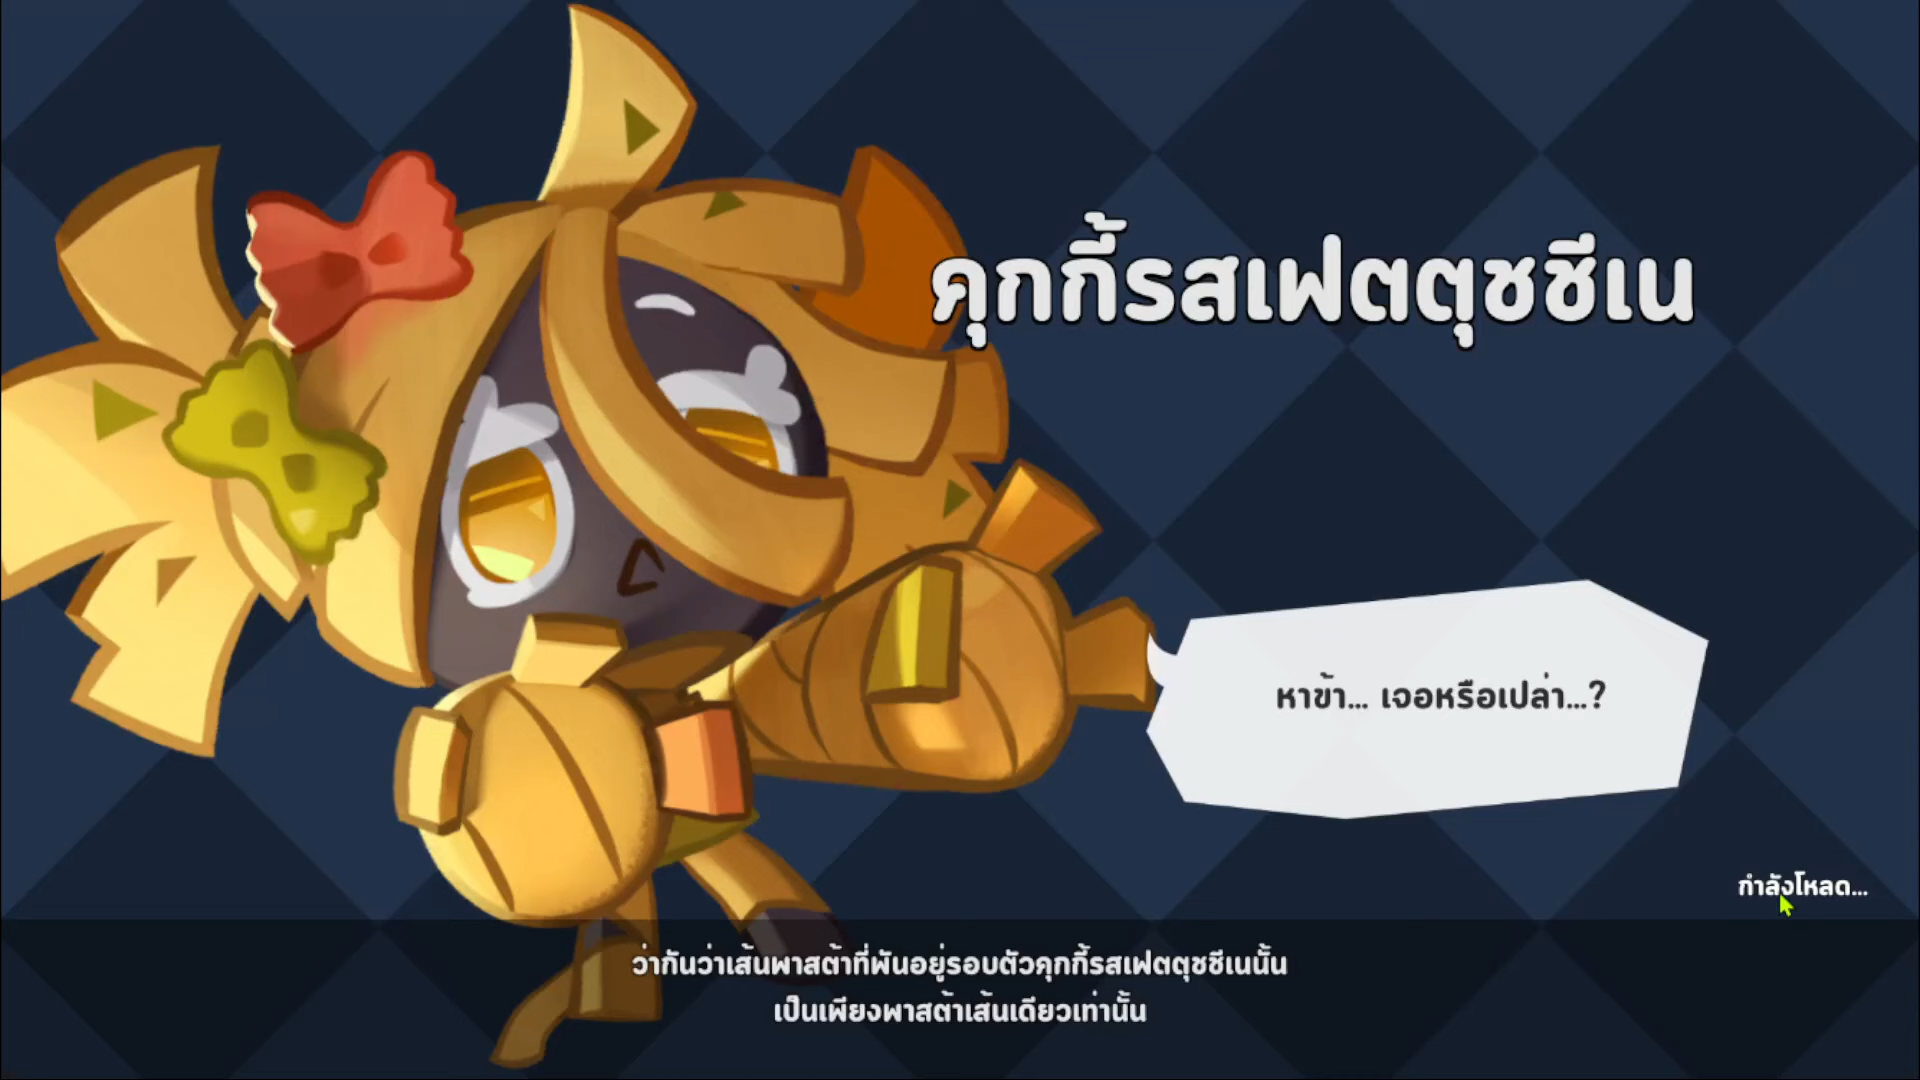 คุกกี้รสเฟตตุชชีเน
หาข้า... เจอหรือเปล่า...?
กำลังโหลด...
ว่ากันว่าเส้นพาสต้าที่พันอยู่รอบตัวคุกกี้รสเฟตตุชชีเนนั้น
เป็นเพียงพาสต้าเส้นเดียวเท่านั้น